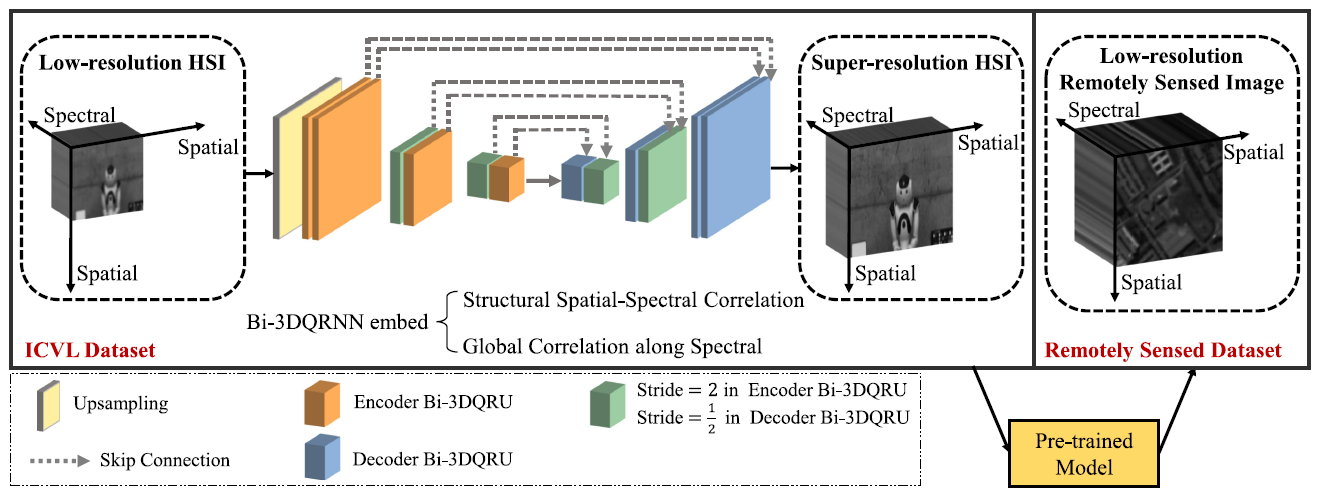 Low-resolution HSI
Spectral
Spatial
Spatial
Super-resolution HSI
Spectral
Spatial
Spatial
Low-resolution
Remotely Sensed Image
Spectral
Spatial
Spatial
Bi-3DQRNN embed
Structural Spatial-Spectral Correlation
Global Correlation along Spectral
ICVL Dataset
Remotely Sensed Dataset
Upsampling
Encoder Bi-3DQRU
Stride = 2 in Encoder Bi-3DQRU
Stride = 1/2 in Decoder Bi-3DQRU
Skip Connection
Decoder Bi-3DQRU
Pre-trained
Model